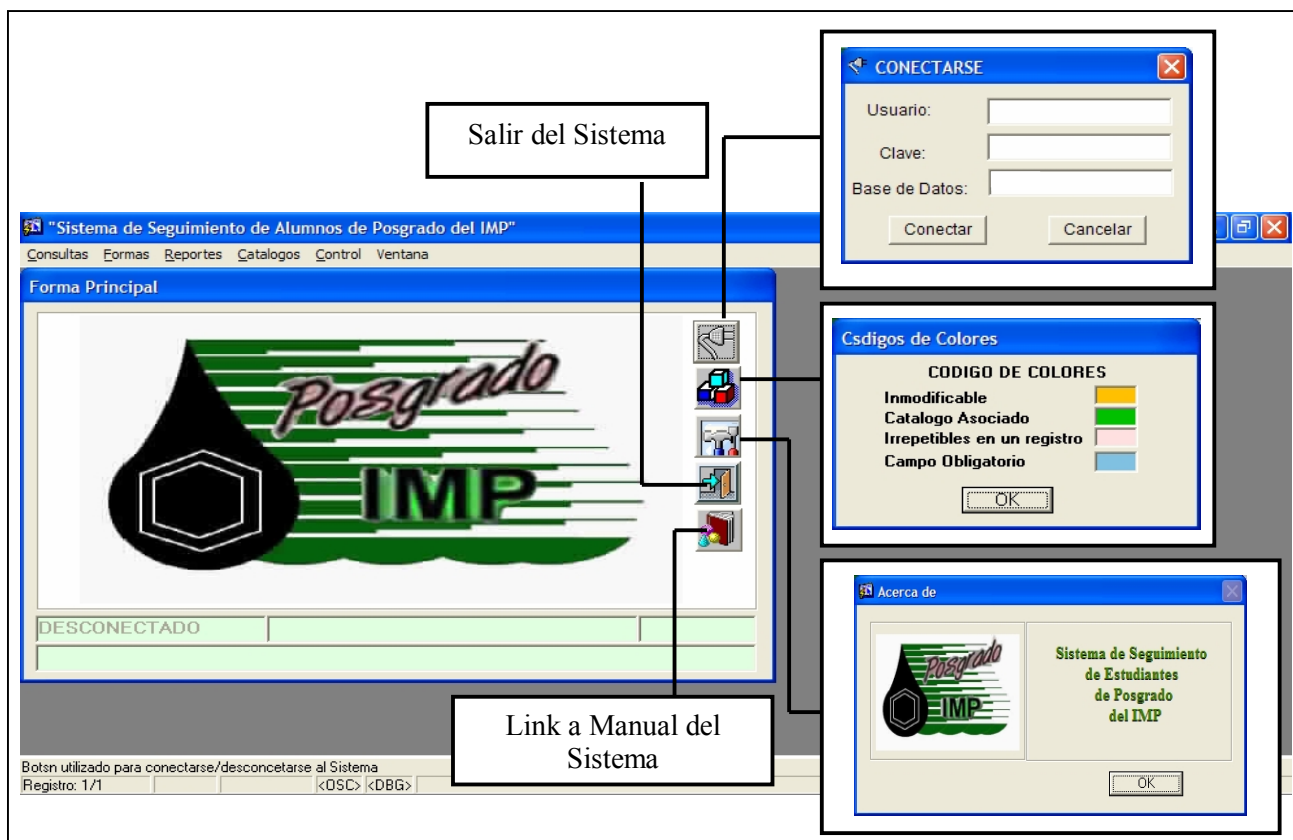 CONECTARSE
Usuario:
Clave:
Base de Datos:
Conectar Cancelar
Salir del Sistema
"Sistema de Seguimiento de Alumnos de Posgrado del IMP"
Consultas Formas Reportes Catalogos Control Ventana
Forma Principal
Posgrado
IMP
DESCONECTADO
Csdigos de Colores
CODIGO DE COLORES
Inmodificable
Catalogo Asociado
Irrepetibles en un registro
Campo Obligatorio
OK
Acerca de
Posgrado
IMP
Sistema de Seguimiento
de Estudiantes
de Posgrado
del IMP
OK
Link a Manual del
Sistema
Botsn utilizado para conectarse/desconcetarse al Sistema
Registro: 1/1 <OSC> <DBG>